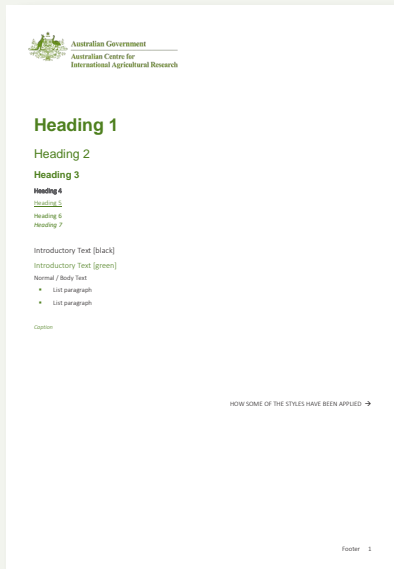 Australian Government
Australian Centre for
International Agricultural Research
Heading 1
Heading 2
Heading 3
Heading 4
Heading 5
Heading 6
Heading 7
Introductory Text [black]
Introductory Text [green]
Normal / Body Text
• List paragraph
• List paragraph
Caption
HOW SOME OF THE STYLES HAVE BEEN APPLIED →
Footer 1